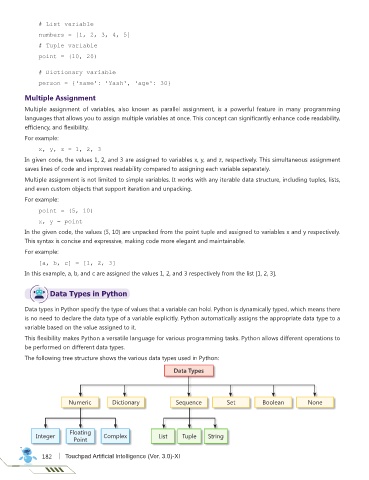 # List variable
numbers = [1, 2, 3, 4, 5]
# Tuple variable
point = (10, 20)
# Dictionary variable
person = {'name': 'Yash', 'age': 30}
Multiple Assignment
Multiple assignment of variables, also known as parallel assignment, is a powerful feature in many programming
languages that allows you to assign multiple variables at once. This concept can significantly enhance code readability,
efficiency, and flexibility.
For example:
x, y, z = 1, 2, 3
In given code, the values 1, 2, and 3 are assigned to variables x, y, and z, respectively. This simultaneous assignment
saves lines of code and improves readability compared to assigning each variable separately.
Multiple assignment is not limited to simple variables. It works with any iterable data structure, including tuples, lists,
and even custom objects that support iteration and unpacking.
For example:
point = (5, 10)
x, y = point
In the given code, the values (5, 10) are unpacked from the point tuple and assigned to variables x and y respectively.
This syntax is concise and expressive, making code more elegant and maintainable.
For example:
[a, b, c] = [1, 2, 3]
In this example, a, b, and c are assigned the values 1, 2, and 3 respectively from the list [1, 2, 3].
Data Types in Python
Data types in Python specify the type of values that a variable can hold. Python is dynamically typed, which means there
is no need to declare the data type of a variable explicitly. Python automatically assigns the appropriate data type to a
variable based on the value assigned to it.
This flexibility makes Python a versatile language for various programming tasks. Python allows different operations to
be performed on different data types.
The following tree structure shows the various data types used in Python:
Data Types
Numeric Dictionary Sequence Set Boolean None
Integer Floating Point Complex List Tuple String
182 Touchpad Artificial Intelligence (Ver. 3.0)-XI